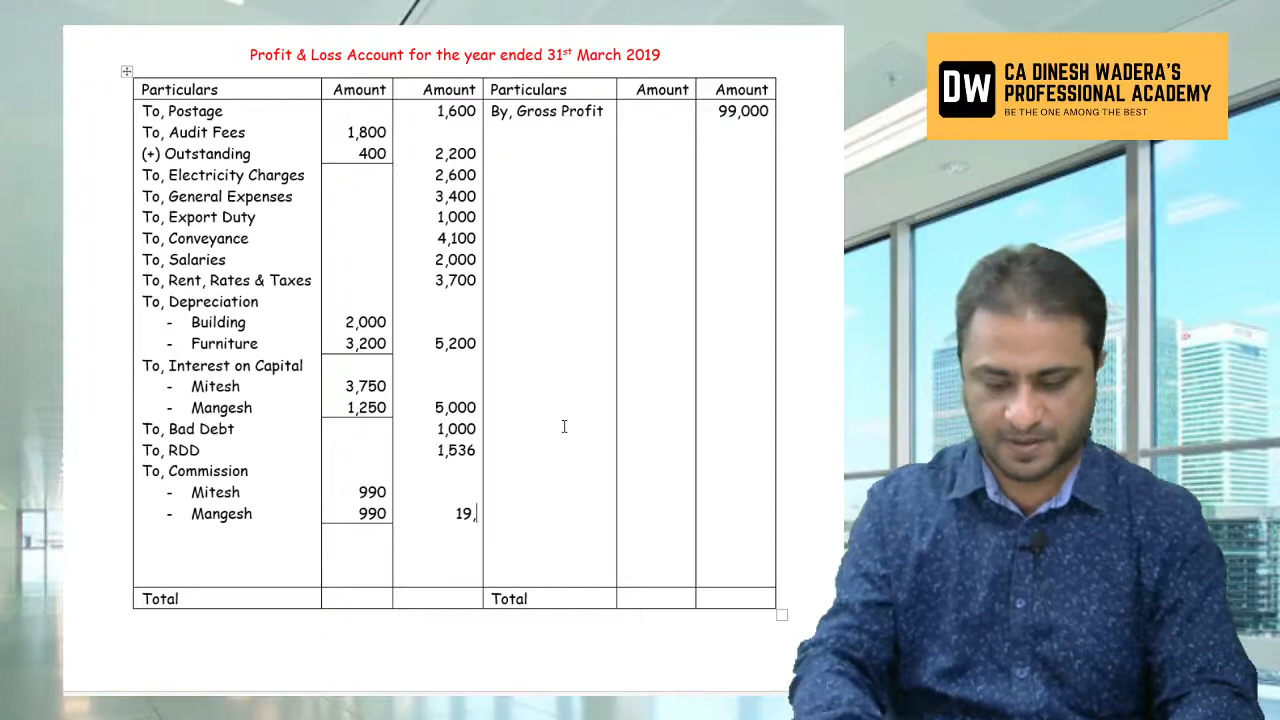 Profit & Loss Account for the year ended 31st March 2019
Particulars Amount Amount Particulars Amount Amount
To, Postage 1,600 By, Gross Profit 99,000
To, Audit Fees 1,800
(+) Outstanding 400 2,200
To, Electricity Charges 2,600
To, General Expenses 3,400
To, Export Duty 1,000
To, Conveyance 4,100
To, Salaries 2,000
To, Rent, Rates & Taxes 3,700
To, Depreciation
- Building 2,000
- Furniture 3,200 5,200
To, Interest on Capital
- Mitesh 3,750
- Mangesh 1,250 5,000
To, Bad Debt 1,000
To, RDD 1,536
To, Commission
- Mitesh 990
- Mangesh 990 19,
Total Total
DW
CA DINESH WADERA'S
PROFESSIONAL ACADEMY
BE THE ONE AMONG THE BEST